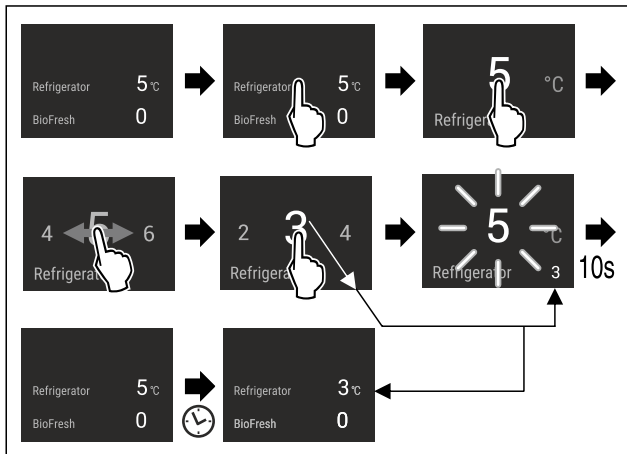 Refrigerator 5 °C
BioFresh 0
Refrigerator 5 °C
BioFresh 0
5 °C
Refriger
4 5 6
Refrigera
2 3 4
Refrigera
5 °C
Refrigerator 3
10s
Refrigerator 5 °C
BioFresh 0
Refrigerator 3 °C
BioFresh 0